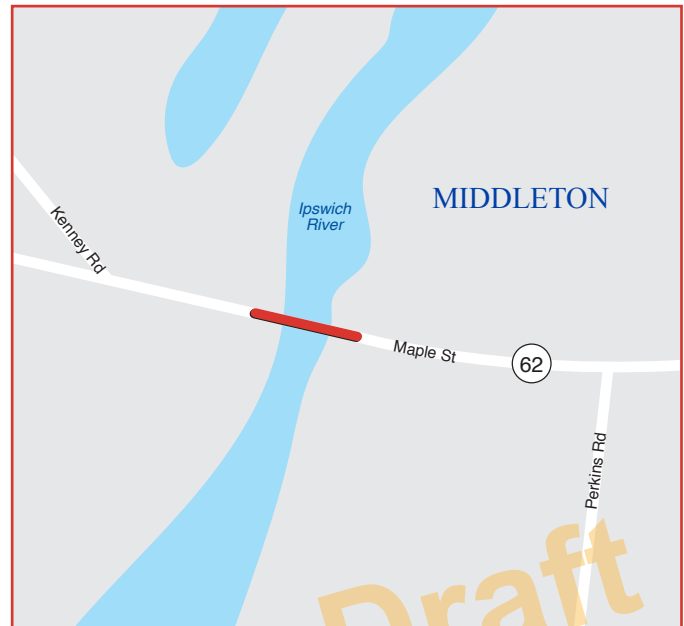 MIDDLETON
Ipswich
River
Kenney Rd
Maple St
62
Perkins Rd
Draft